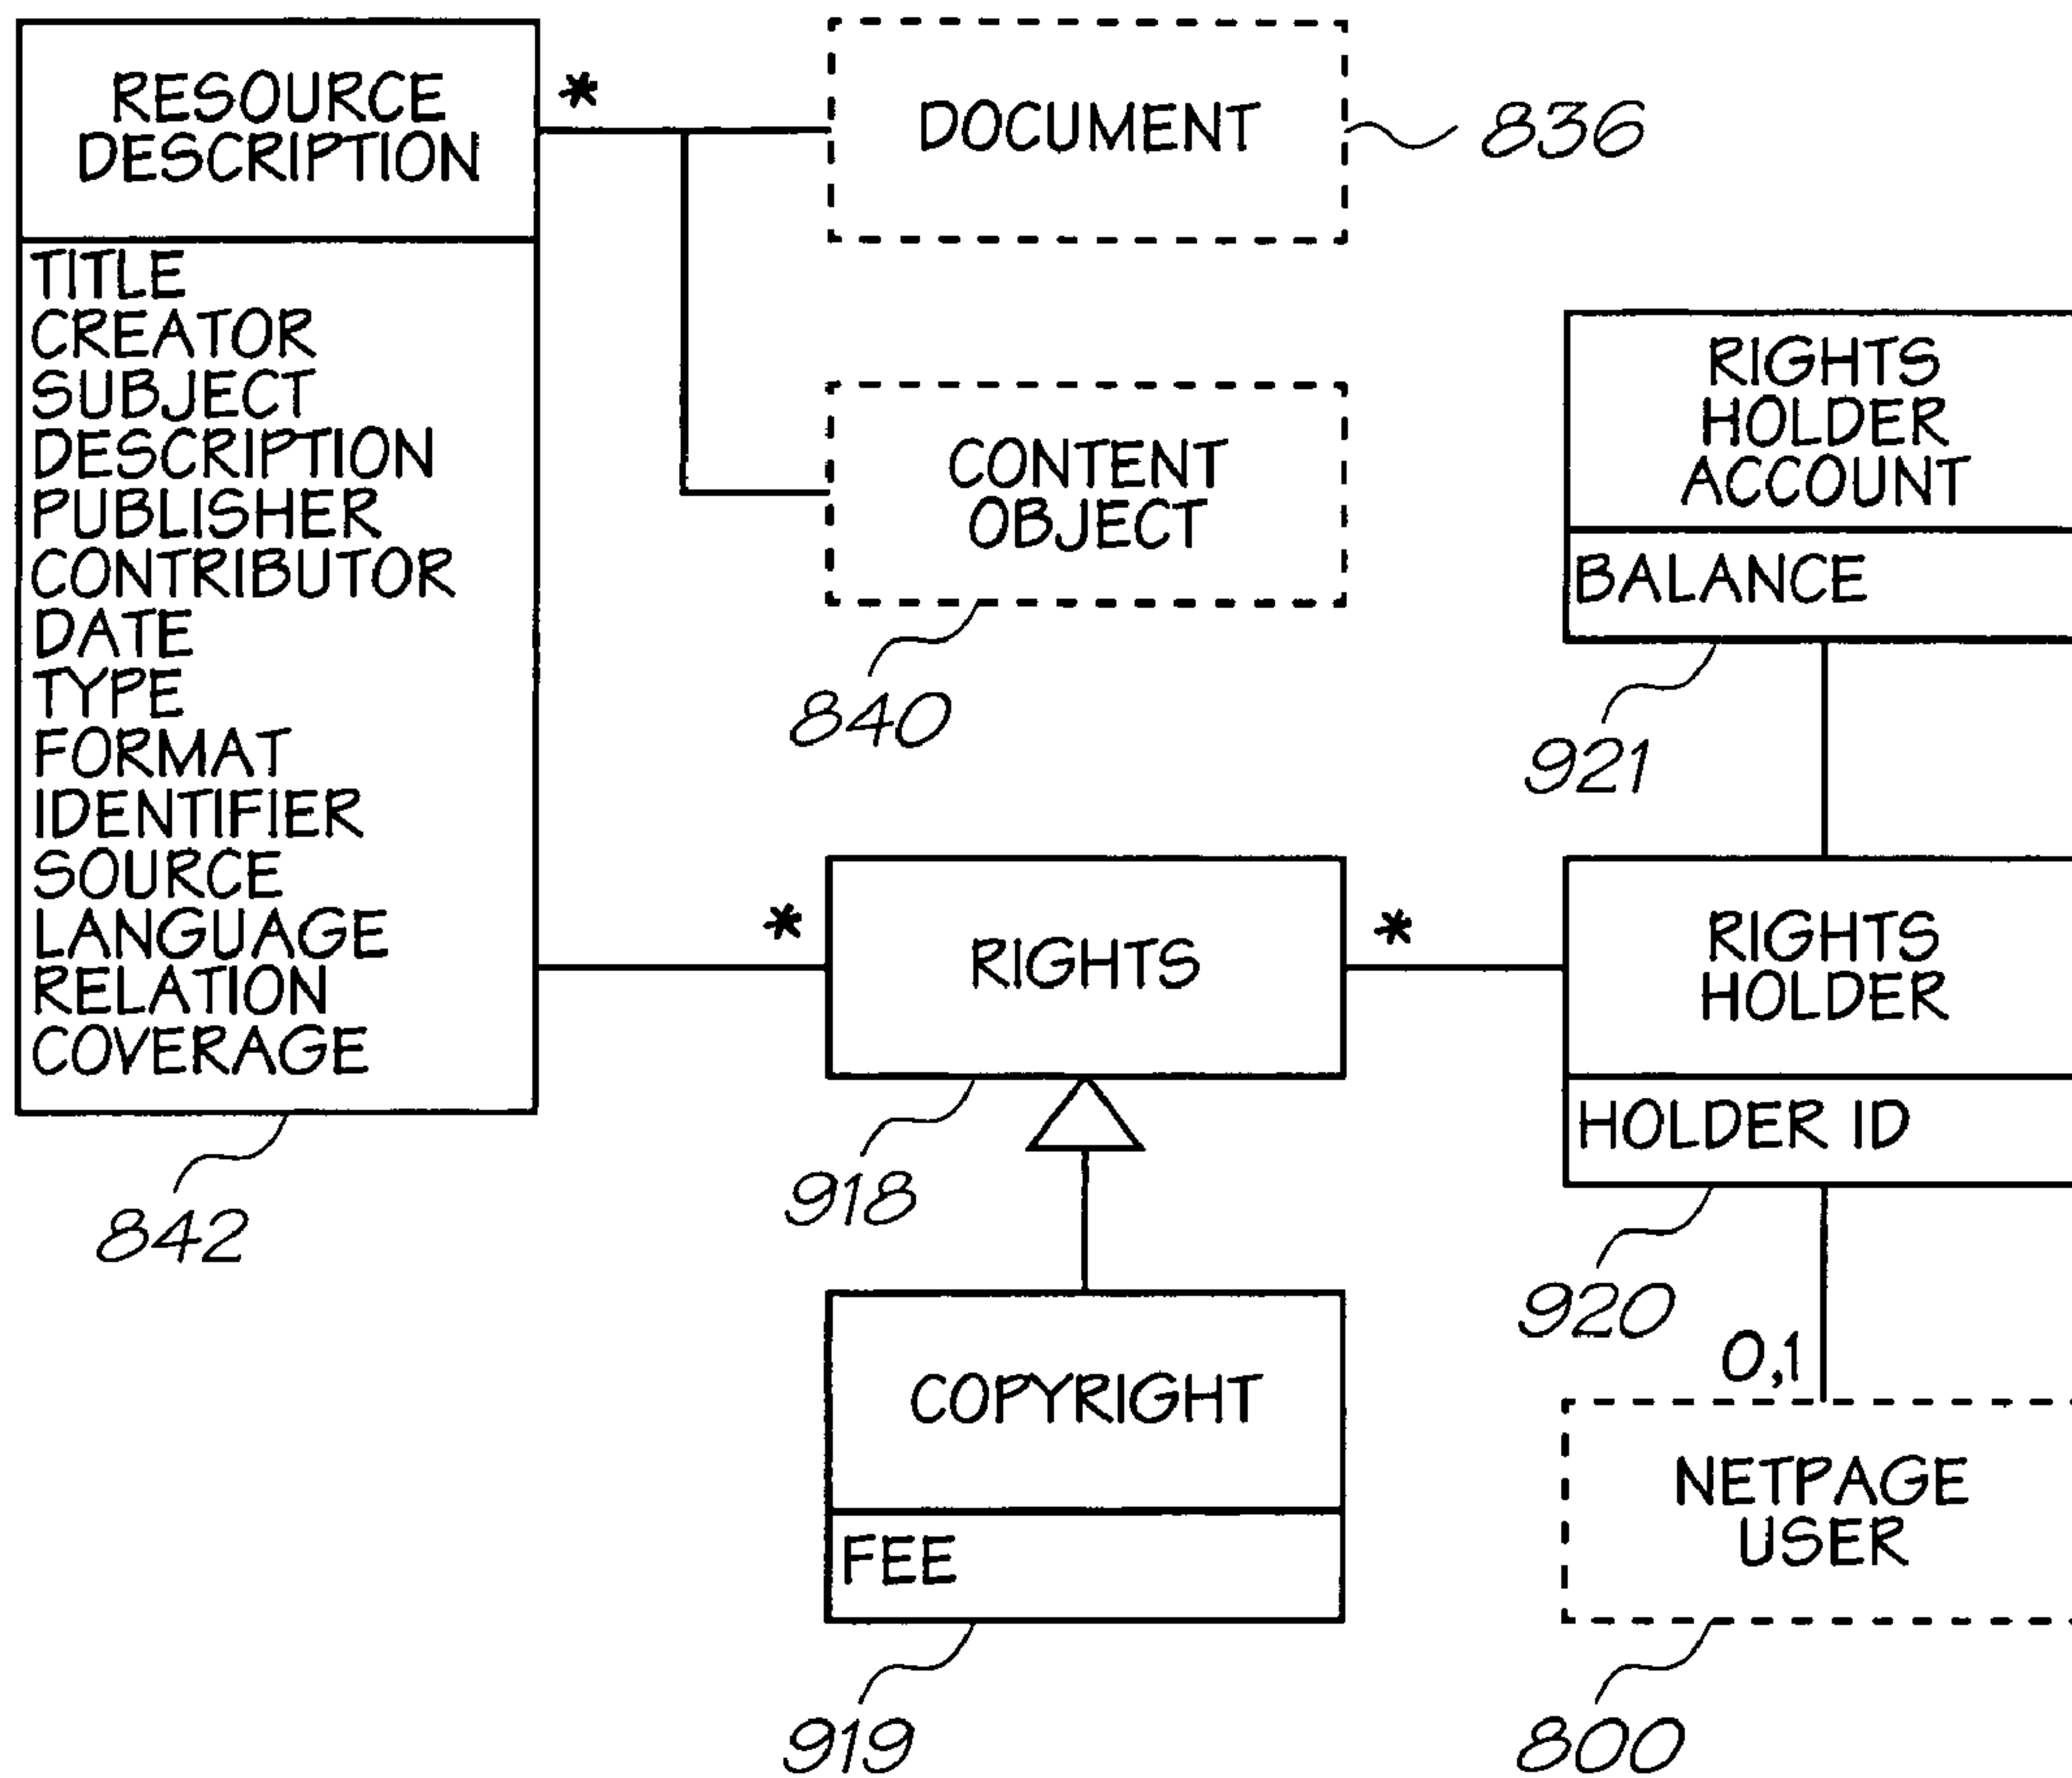 RESOURCE
DESCRIPTION
TITLE
CREATOR
SUBJECT
DESCRIPTION
PUBLISHER
CONTRIBUTOR
DATE
TYPE
FORMAT
IDENTIFIER
SOURCE
LANGUAGE
RELATION
COVERAGE
842
*
DOCUMENT
836
CONTENT
OBJECT
840
RIGHTS
HOLDER
ACCOUNT
BALANCE
921
*
RIGHTS
*
918
RIGHTS
HOLDER
HOLDER ID
920
COPYRIGHT
FEE
919
0,1
NETPAGE
USER
800